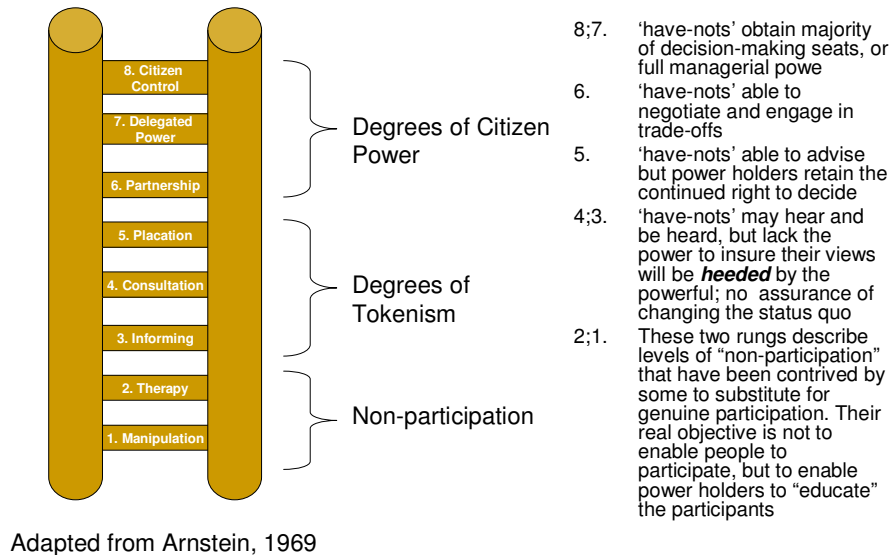 8. Citizen
Control
7. Delegated
Power
6. Partnership
5. Placation
4. Consultation
3. Informing
2. Therapy
1. Manipulation
Degrees of Citizen
Power
Degrees of
Tokenism
Non-participation
8;7. ‘have-nots’ obtain majority
of decision-making seats, or
full managerial powe
6. ‘have-nots’ able to
negotiate and engage in
trade-offs
5. ‘have-nots’ able to advise
but power holders retain the
continued right to decide
4;3. ‘have-nots’ may hear and
be heard, but lack the
power to insure their views
will be heeded by the
powerful; no assurance of
changing the status quo
2;1. These two rungs describe
levels of “non-participation”
that have been contrived by
some to substitute for
genuine participation. Their
real objective is not to
enable people to
participate, but to enable
power holders to “educate”
the participants
Adapted from Arnstein, 1969